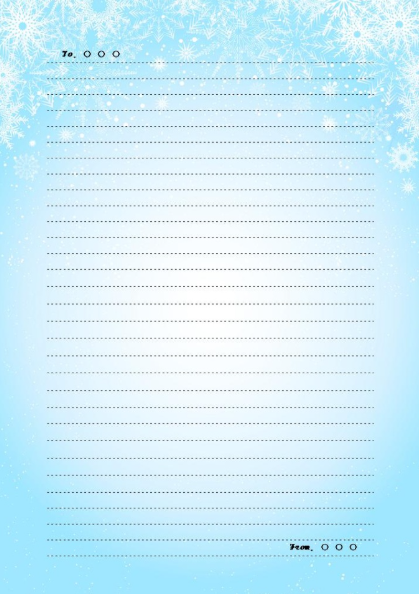 To. ○ ○ ○
From. ○ ○ ○